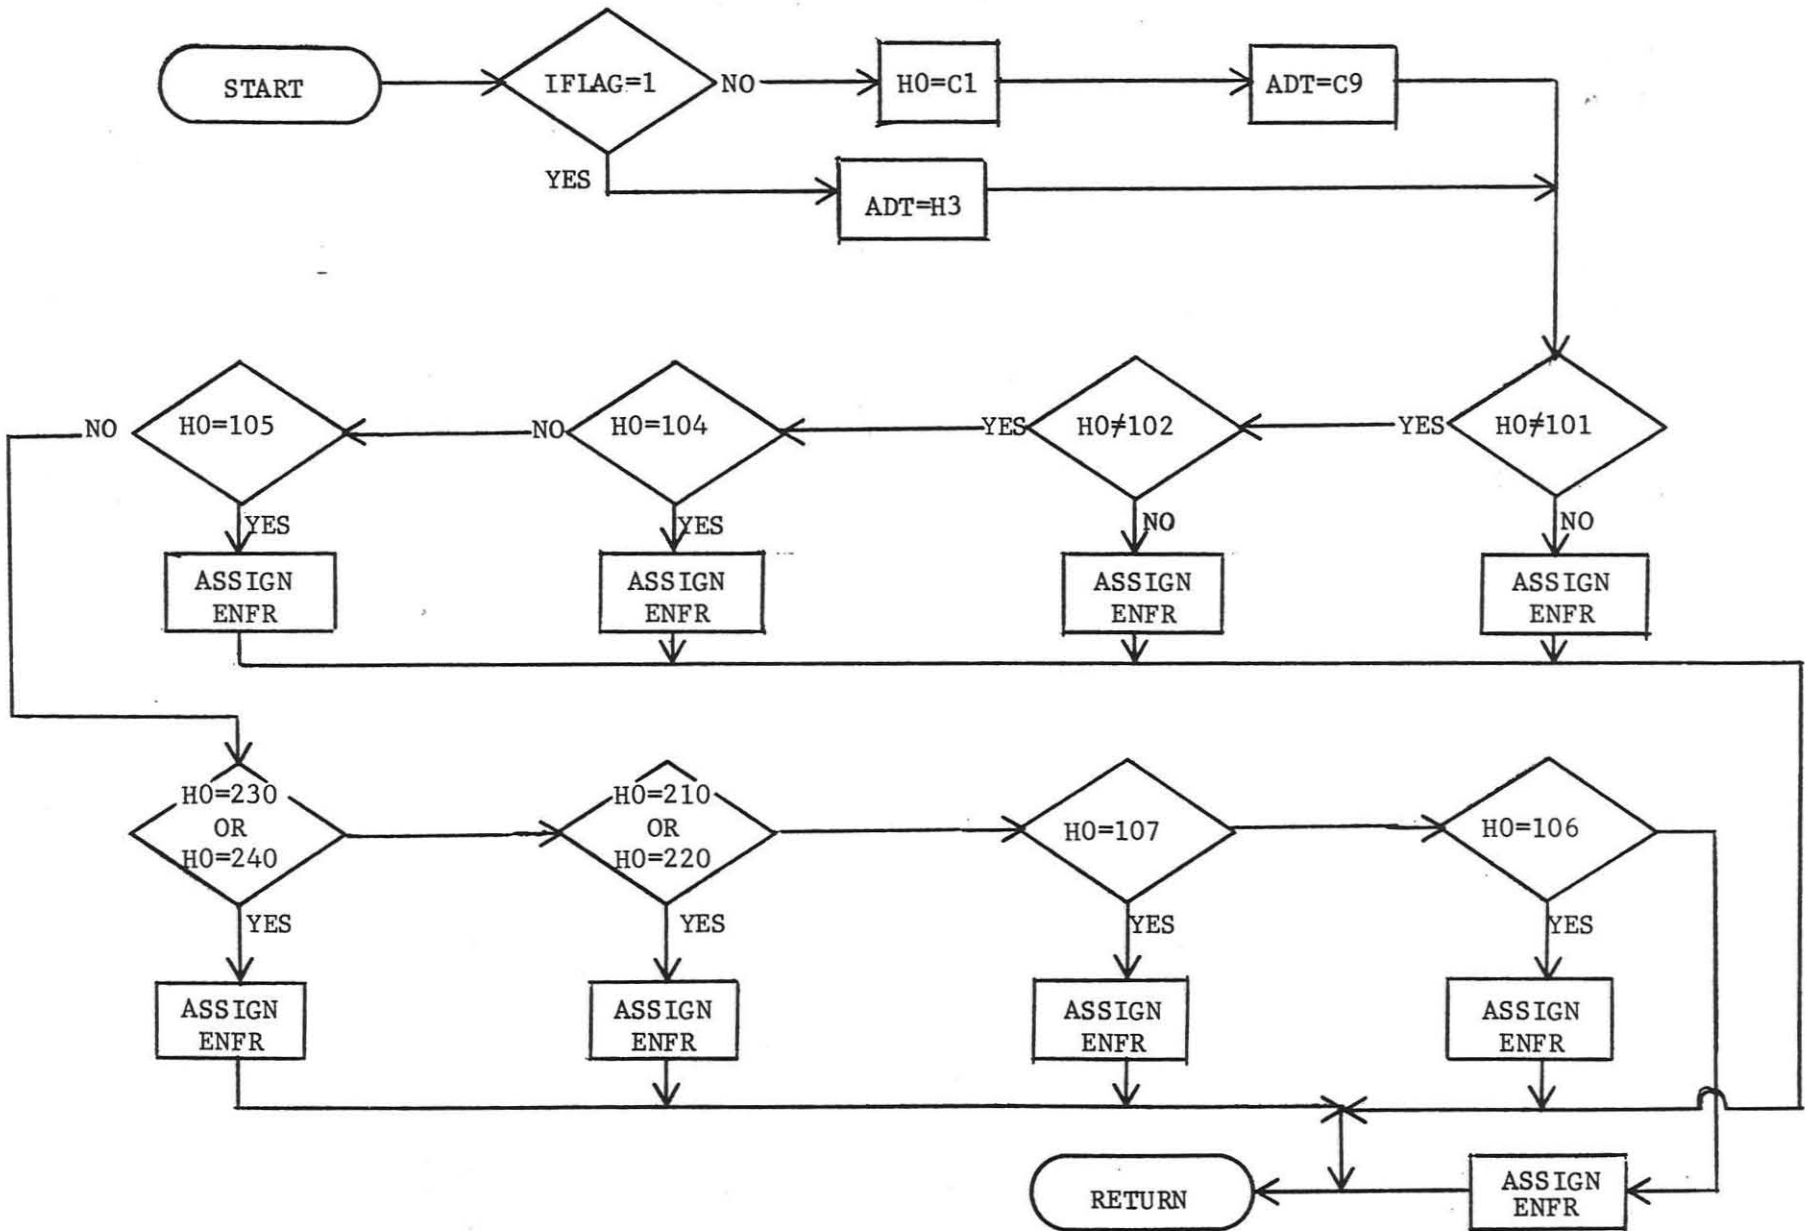 START
IFLAG=1
NO
H0=C1
ADT=C9
YES
ADT=H3
NO
H0=105
NO
H0=104
YES
H0≠102
YES
H0≠101
YES
YES
NO
NO
ASSIGN
ENFR
ASSIGN
ENFR
ASSIGN
ENFR
ASSIGN
ENFR
H0=230
OR
H0=240
H0=210
OR
H0=220
H0=107
H0=106
YES
YES
YES
YES
ASSIGN
ENFR
ASSIGN
ENFR
ASSIGN
ENFR
ASSIGN
ENFR
RETURN
ASSIGN
ENFR